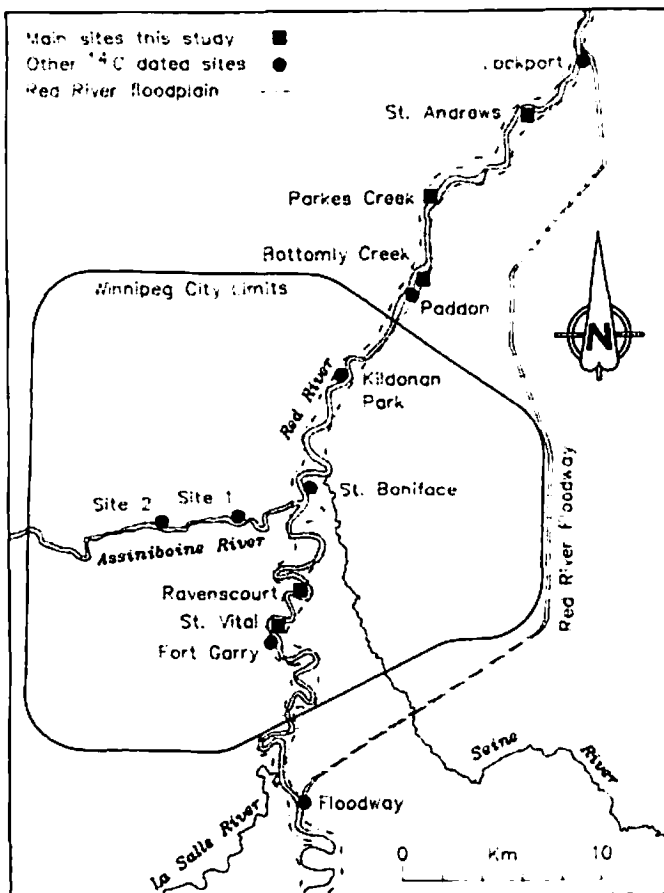 Main sites this study
Other ¹⁴C dated sites
Red River floodplain
Lockport
St. Andrews
Parkes Creek
Bottomly Creek
Winnipeg City Limits
Paddon
N
Kildonan
Park
Red River
Site 2
Site 1
St. Boniface
Assiniboine River
Red River Floodway
Ravenscourt
St. Vital
Fort Garry
Seine River
Floodway
La Salle River
0 Km 10